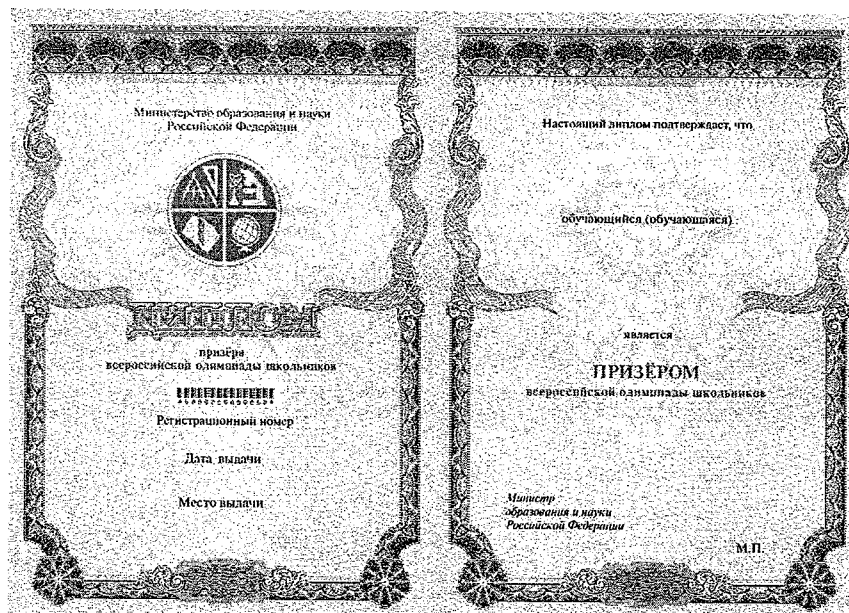 Министерство образования и науки
Российской Федерации
ДИПЛОМ
призёра
всероссийской олимпиады школьников
Регистрационный номер
Дата выдачи
Место выдачи
Настоящий диплом подтверждает, что
обучающийся (обучающаяся)
является
ПРИЗЁРОМ
всероссийской олимпиады школьников
Министр
образования и науки
Российской Федерации
М.П.